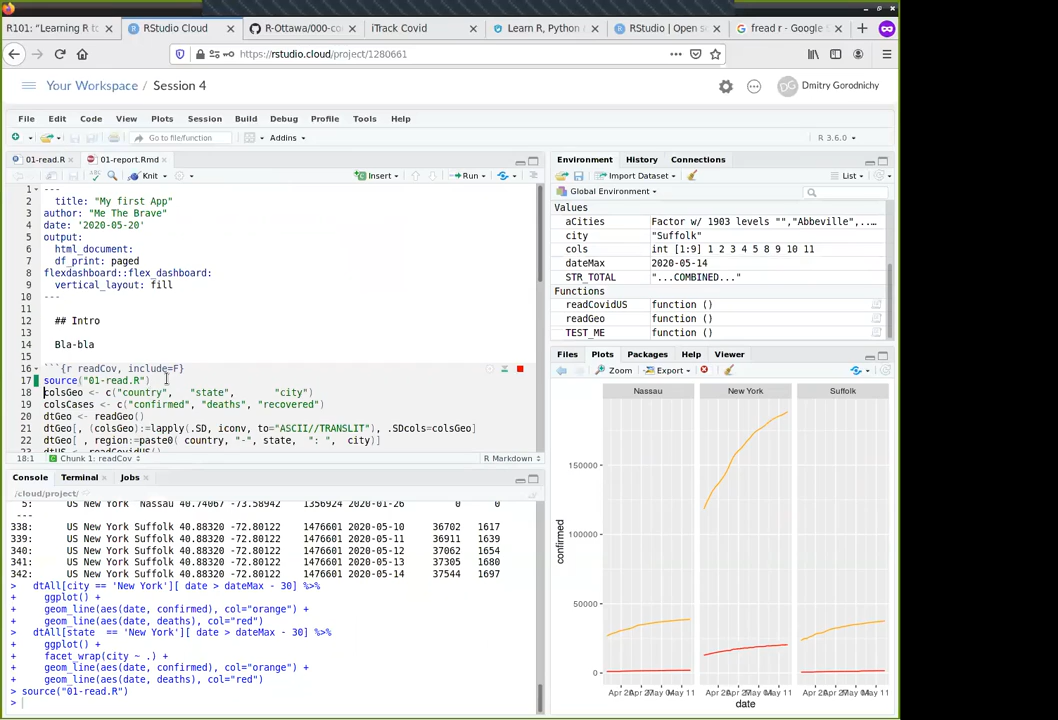 R101: "Learning R to
RStudio Cloud
R-Ottawa/000-co
iTrack Covid
Learn R, Python
RStudio | Open s
fread r - Google
https://rstudio.cloud/project/1280661
Your Workspace / Session 4
DG
Dmitry Gorodnichy
File Edit Code View Plots Session Build Debug Profile Tools Help
Go to file/function
Addins
R 3.6.0
01-read.R
01-report.Rmd
Knit
Insert
Run
1 ---
2 title: "My first App"
3 author: "Me The Brave"
4 date: '2020-05-20'
5 output:
6 html_document:
7 df_print: paged
8 flexdashboard::flex_dashboard:
9 vertical_layout: fill
10 ---
11
12 ## Intro
13
14 Bla-bla
15
16 ```{r readCov, include=F}
17 source("01-read.R")
18 colsGeo <- c("country", "state", "city")
19 colsCases <- c("confirmed", "deaths", "recovered")
20 dtGeo <- readGeo()
21 dtGeo[, (colsGeo):=lapply(.SD, iconv, to="ASCII//TRANSLIT"), .SDcols=colsGeo]
22 dtGeo[ , region:=paste0( country, "-", state, ": ", city)]
23 dtUS <- readCovidUS()
18:1
Chunk 1: readCov
R Markdown
Console Terminal Jobs
/cloud/project/
5: US New York Nassau 40.74067 -73.58942 1356924 2020-01-26 0 0
---
338: US New York Suffolk 40.88320 -72.80122 1476601 2020-05-10 36702 1617
339: US New York Suffolk 40.88320 -72.80122 1476601 2020-05-11 36911 1639
340: US New York Suffolk 40.88320 -72.80122 1476601 2020-05-12 37062 1654
341: US New York Suffolk 40.88320 -72.80122 1476601 2020-05-13 37305 1680
342: US New York Suffolk 40.88320 -72.80122 1476601 2020-05-14 37544 1697
> dtAll[city == 'New York'][ date > dateMax - 30] %>%
+ ggplot() +
+ geom_line(aes(date, confirmed), col="orange") +
+ geom_line(aes(date, deaths), col="red")
> dtAll[state == 'New York'][ date > dateMax - 30] %>%
+ ggplot() +
+ facet_wrap(city ~ .) +
+ geom_line(aes(date, confirmed), col="orange") +
+ geom_line(aes(date, deaths), col="red")
> source("01-read.R")
>
Environment History Connections
Import Dataset
List
Global Environment
Values
aCities Factor w/ 1903 levels "","Abbeville",..…
city "Suffolk"
cols int [1:9] 1 2 3 4 5 8 9 10 11
dateMax 2020-05-14
STR_TOTAL "...COMBINED..."
Functions
readCovidUS function ()
readGeo function ()
TEST_ME function ()
Files Plots Packages Help Viewer
Zoom
Export
Nassau New York Suffolk
150000
100000
50000
0
confirmed
date